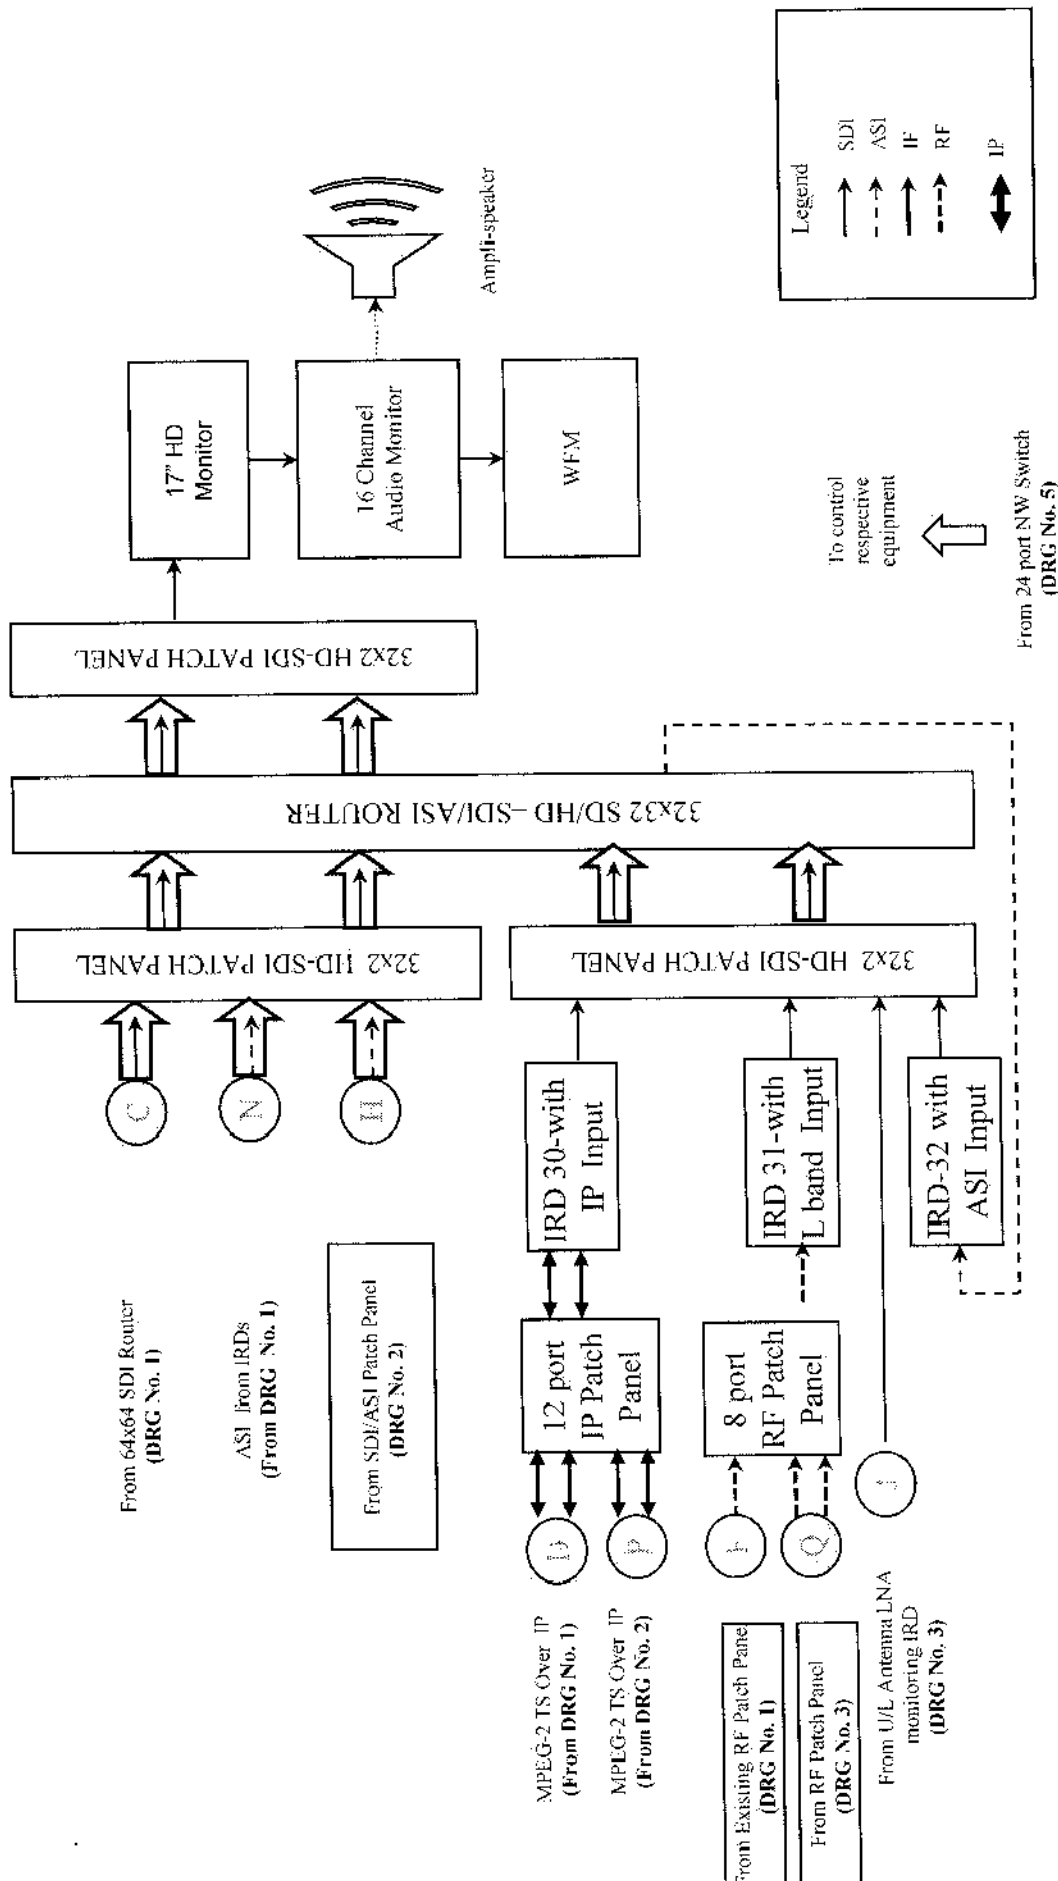 From 64x64 SDI Router
(DRG No. 1)
ASI from IRDs
(From DRG No. 1)
From SDI/ASI Patch Panel
(DRG No. 2)
MPEG-2 TS Over IP
(From DRG No. 1)
MPEG-2 TS Over IP
(From DRG No. 2)
From Existing RF Patch Panel
(DRG No. 1)
From RF Patch Panel
(DRG No. 3)
From U/L Antenna LNA
monitoring IRD
(DRG No. 3)
C
N
H
D
P
F
Q
J
12 port
IP Patch
Panel
8 port
RF Patch
Panel
IRD 30-with
IP Input
IRD 31-with
L band Input
IRD-32 with
ASI Input
32x2 HD-SDI PATCH PANEL
32x2 HD-SDI PATCH PANEL
32x32 SD/HD –SDI/ASI ROUTER
32x2 HD-SDI PATCH PANEL
17” HD
Monitor
16 Channel
Audio Monitor
WFM
Ampli-speaker
To control
respective
equipment
From 24 port NW Switch
(DRG No. 5)
Legend
SDI
ASI
IF
RF
IP